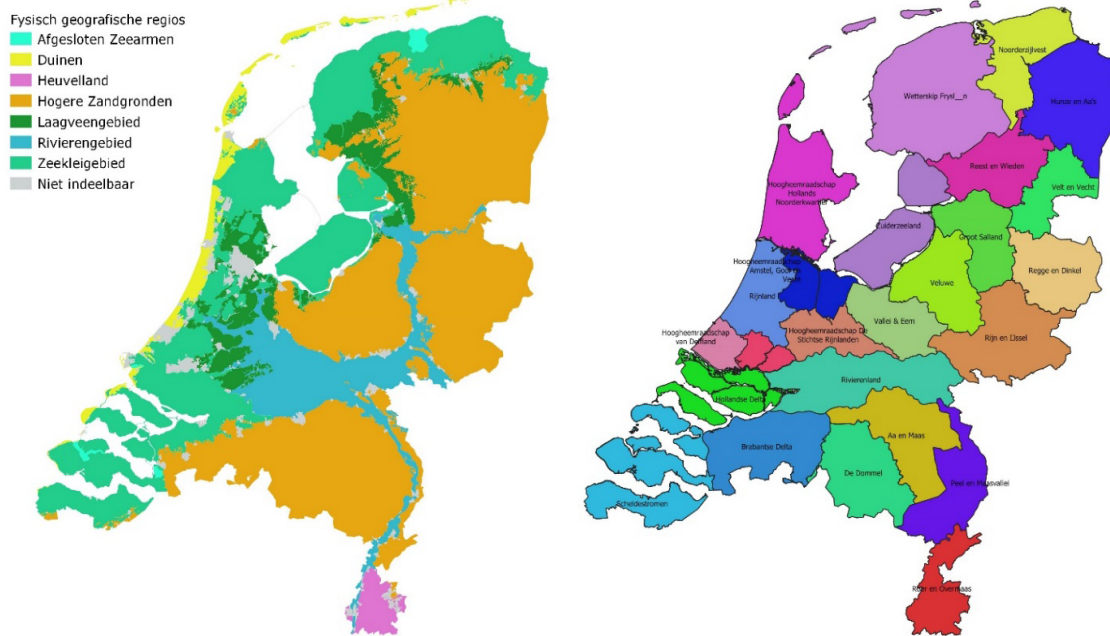 Fysisch geografische regios
Afgesloten Zeearmen
Duinen
Heuvelland
Hogere Zandgronden
Laagveengebied
Rivierengebied
Zeekleigebied
Niet indeelbaar
Noorderzijlvest
Wetterskip Frysl__n
Hunze en Aa's
Reest en Wieden
Velt en Vecht
Hoogheemraadschap
Hollands
Noorderkwartier
Zuiderzeeland
Groot Salland
Hoogheemraadschap
Amstel, Gooi en
Vecht
Regge en Dinkel
Veluwe
Rijnland
Vallei & Eem
Hoogheemraadschap
van Delfland
Hoogheemraadschap De
Stichtse Rijnlanden
Rijn en IJssel
Rivierenland
Hollandse Delta
Aa en Maas
Brabantse Delta
De Dommel
Peel en Maasvallei
Scheldestromen
Roer en Overmaas